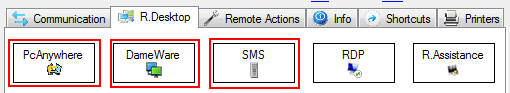 Communication R.Desktop Remote Actions Info Shortcuts Printers
PcAnywhere DameWare SMS RDP R.Assistance